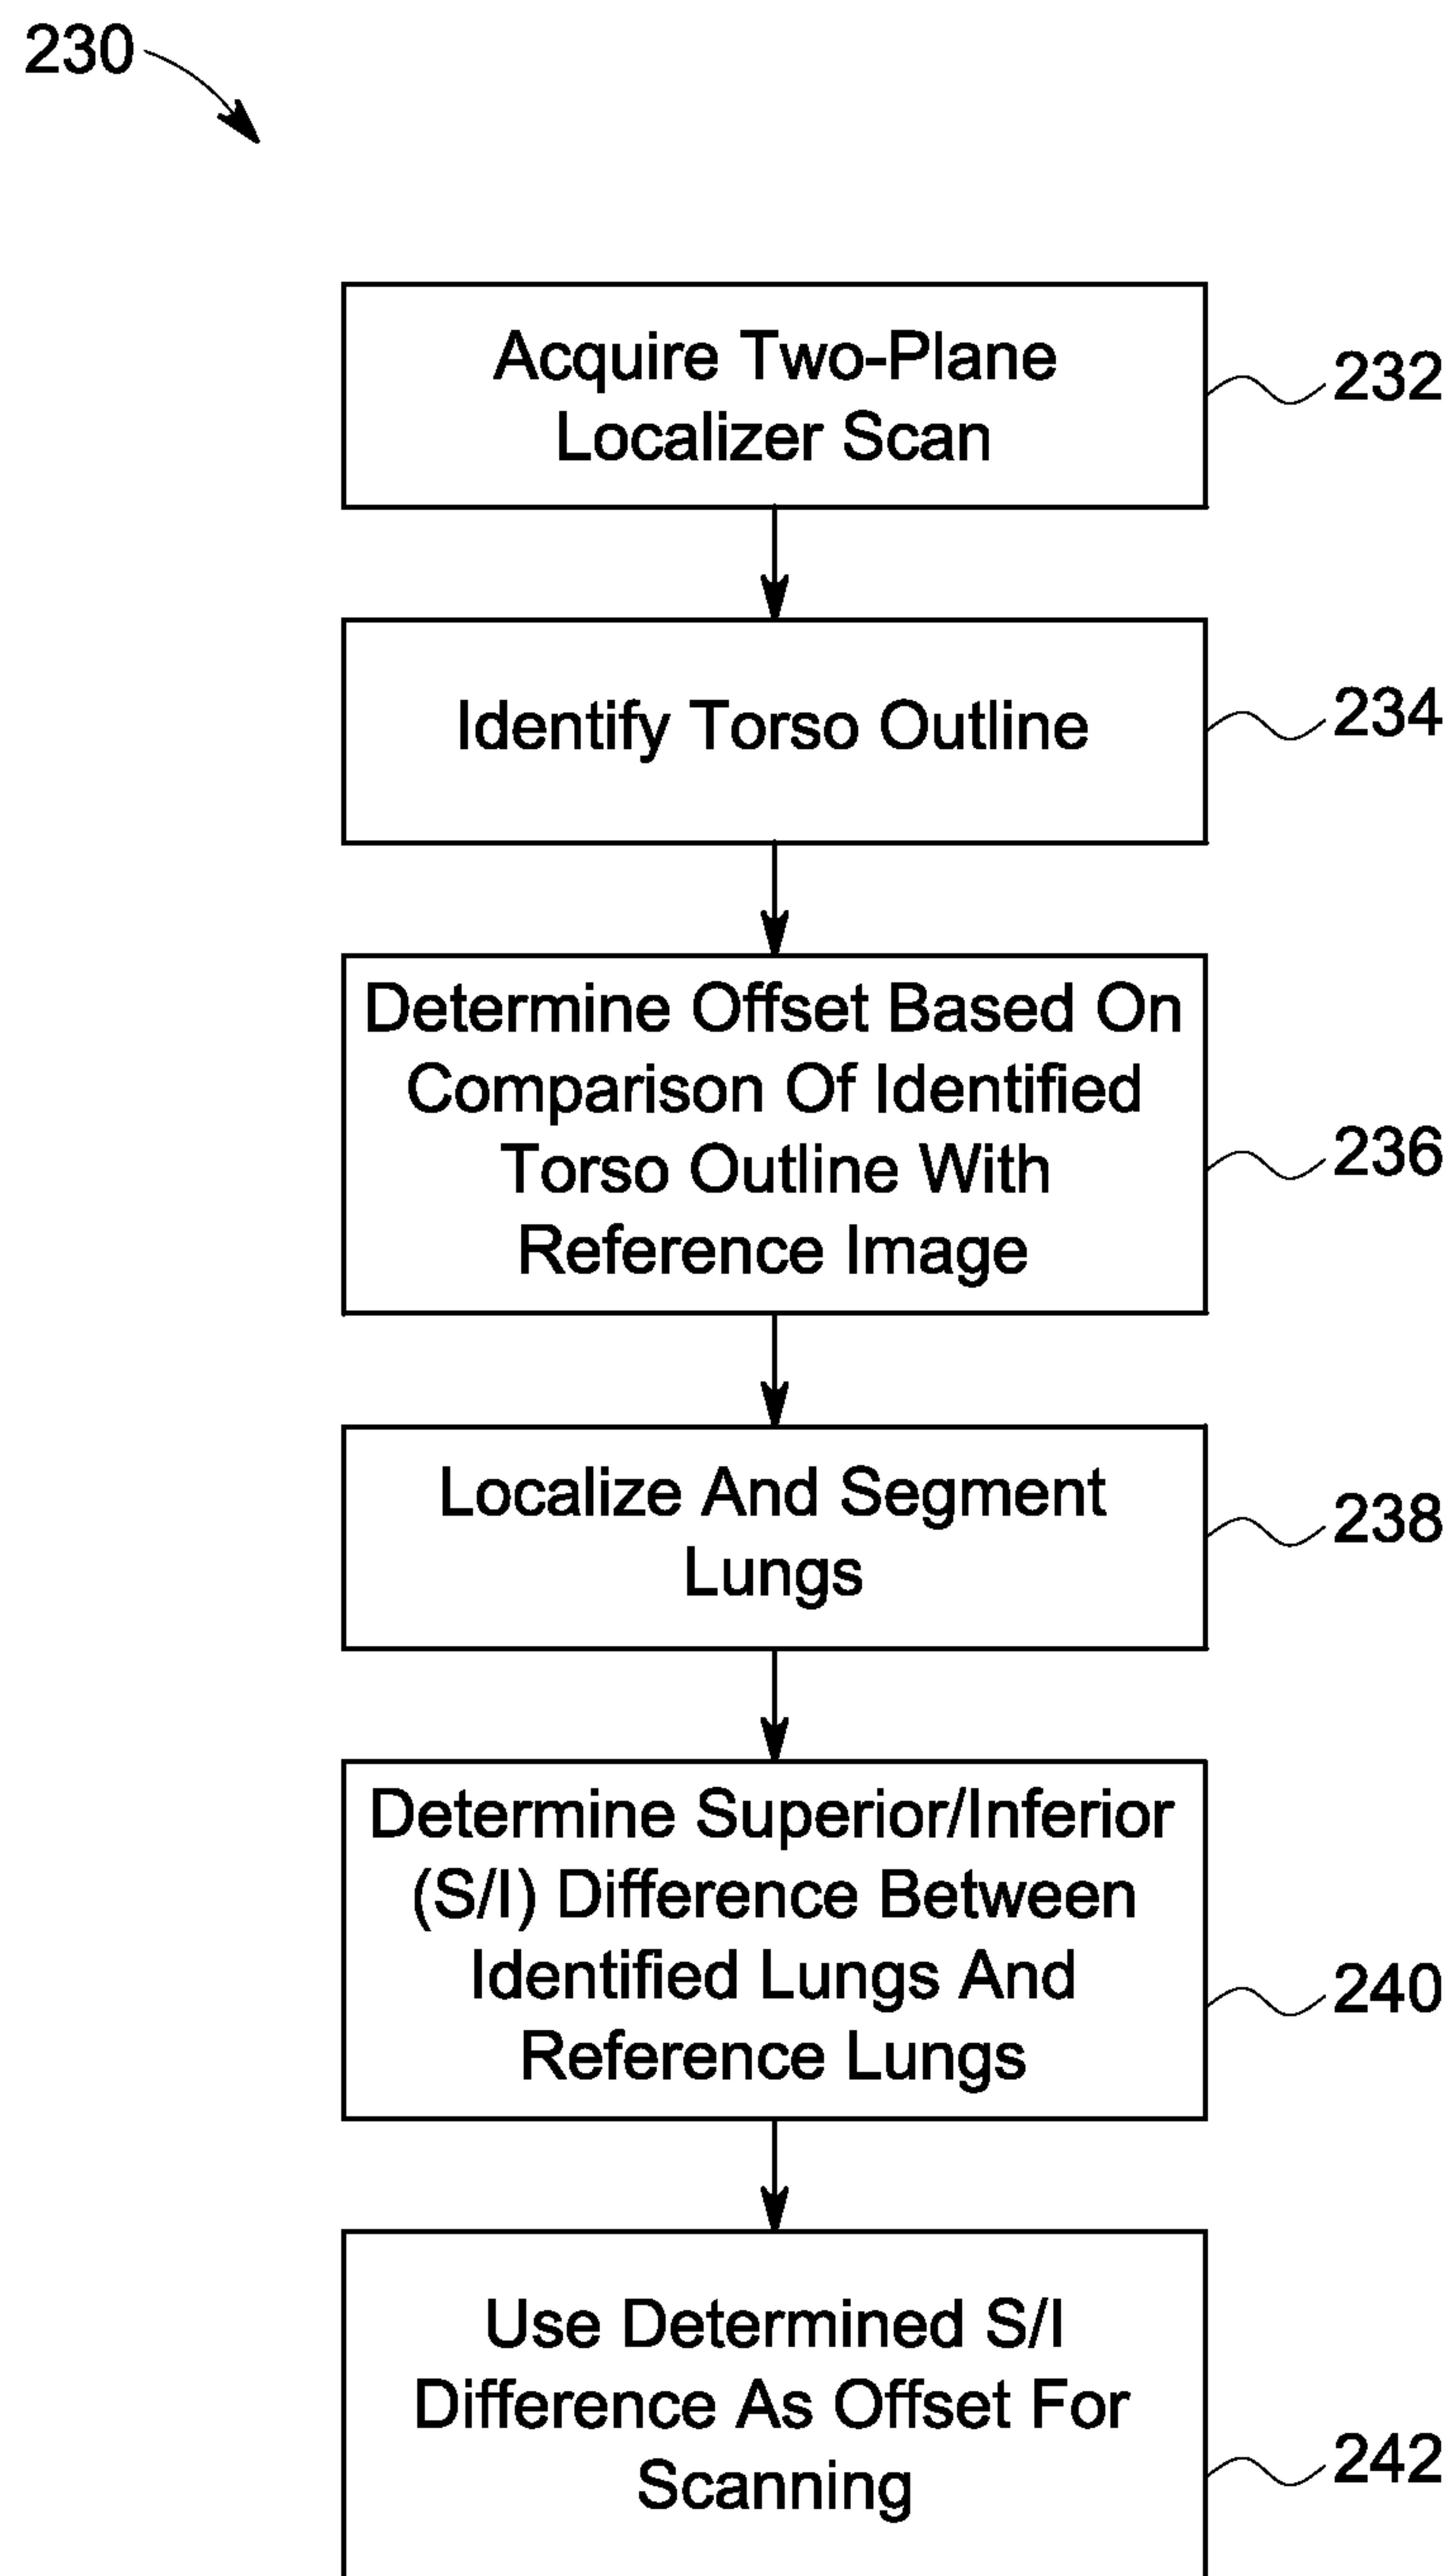 230
Acquire Two-Plane
Localizer Scan
232
Identify Torso Outline
234
Determine Offset Based On
Comparison Of Identified
Torso Outline With
Reference Image
236
Localize And Segment
Lungs
238
Determine Superior/Inferior
(S/I) Difference Between
Identified Lungs And
Reference Lungs
240
Use Determined S/I
Difference As Offset For
Scanning
242